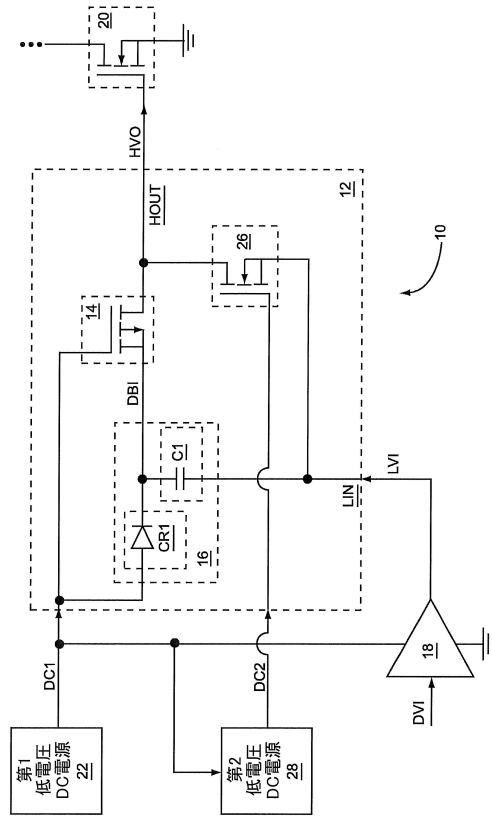 20
HVO
HOUT
12
10
26
14
DBI
C1
CR1
16
LIN
LVI
DC1
DC2
18
DVI
第1
低電圧
DC電源
22
第2
低電圧
DC電源
28